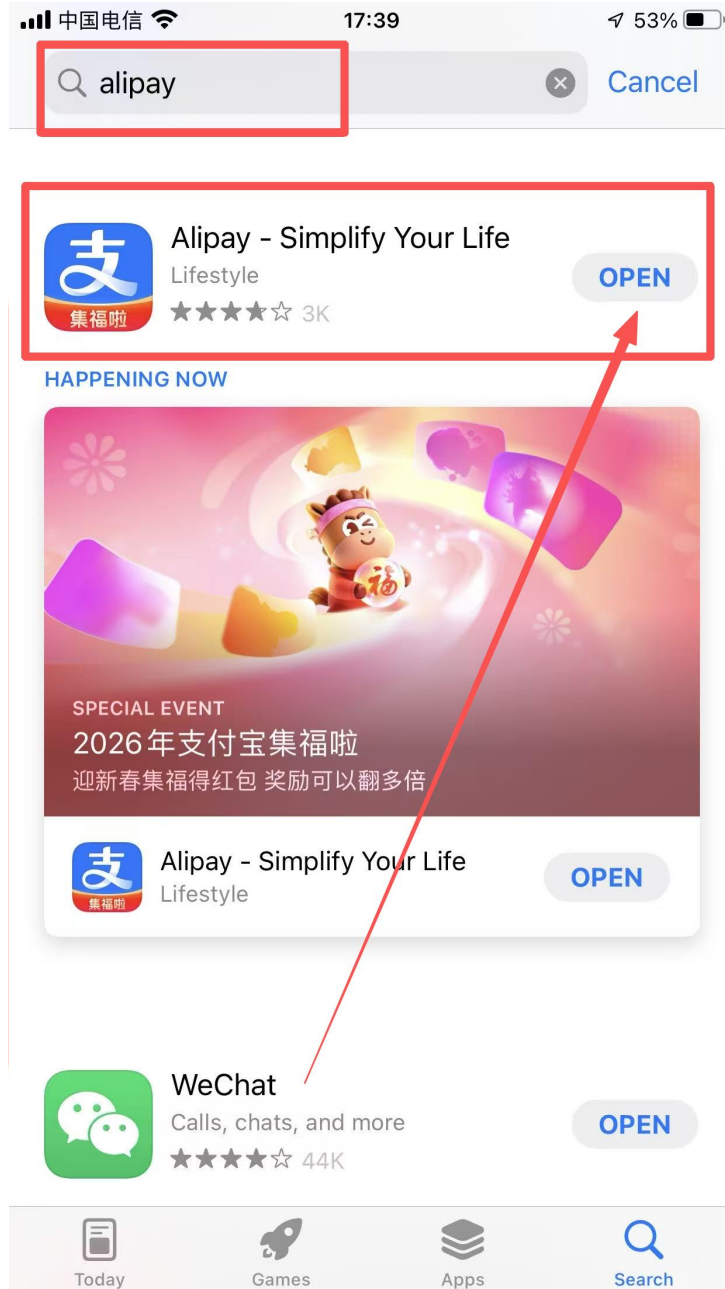 中国电信 17:39 53%
alipay Cancel
Alipay - Simplify Your Life
Lifestyle
3K
OPEN
支
集福啦
HAPPENING NOW
福
SPECIAL EVENT
2026年支付宝集福啦
迎新春集福得红包 奖励可以翻多倍
支
集福啦
Alipay - Simplify Your Life
Lifestyle
OPEN
WeChat
Calls, chats, and more
44K
OPEN
Today Games Apps Search